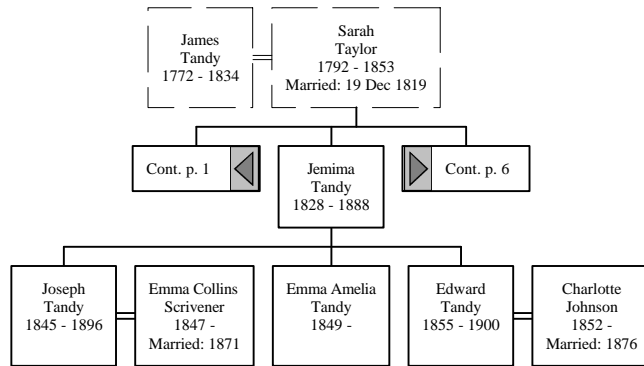 James
Tandy
1772 - 1834
Sarah
Taylor
1792 - 1853
Married: 19 Dec 1819
Cont. p. 1
Jemima
Tandy
1828 - 1888
Cont. p. 6
Joseph
Tandy
1845 - 1896
Emma Collins
Scrivener
1847 -
Married: 1871
Emma Amelia
Tandy
1849 -
Edward
Tandy
1855 - 1900
Charlotte
Johnson
1852 -
Married: 1876